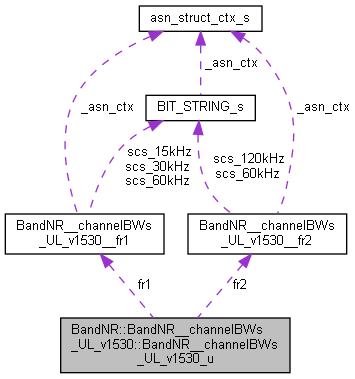 asn_struct_ctx_s
_asn_ctx
BIT_STRING_s
_asn_ctx
_asn_ctx
scs_15kHz
scs_30kHz
scs_60kHz
scs_120kHz
scs_60kHz
BandNR__channelBWs
_UL_v1530__fr1
BandNR__channelBWs
_UL_v1530__fr2
fr1
fr2
BandNR::BandNR__channelBWs
_UL_v1530::BandNR__channelBWs
_UL_v1530_u